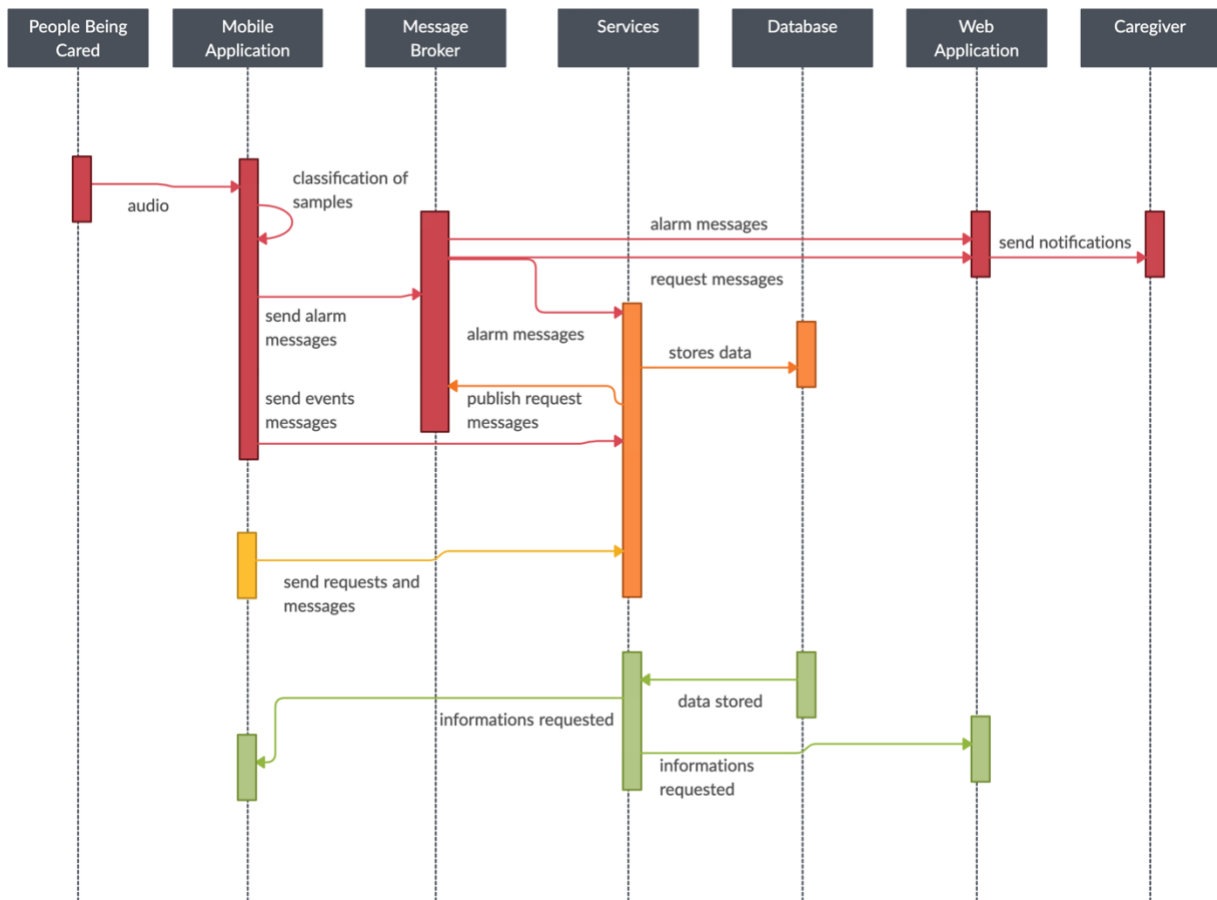 People Being
Cared
Mobile
Application
Message
Broker
Services
Database
Web
Application
Caregiver
classification of
samples
audio
alarm messages
send notifications
request messages
send alarm
messages
alarm messages
stores data
send events
messages
publish request
messages
send requests and
messages
data stored
informations requested
informations
requested